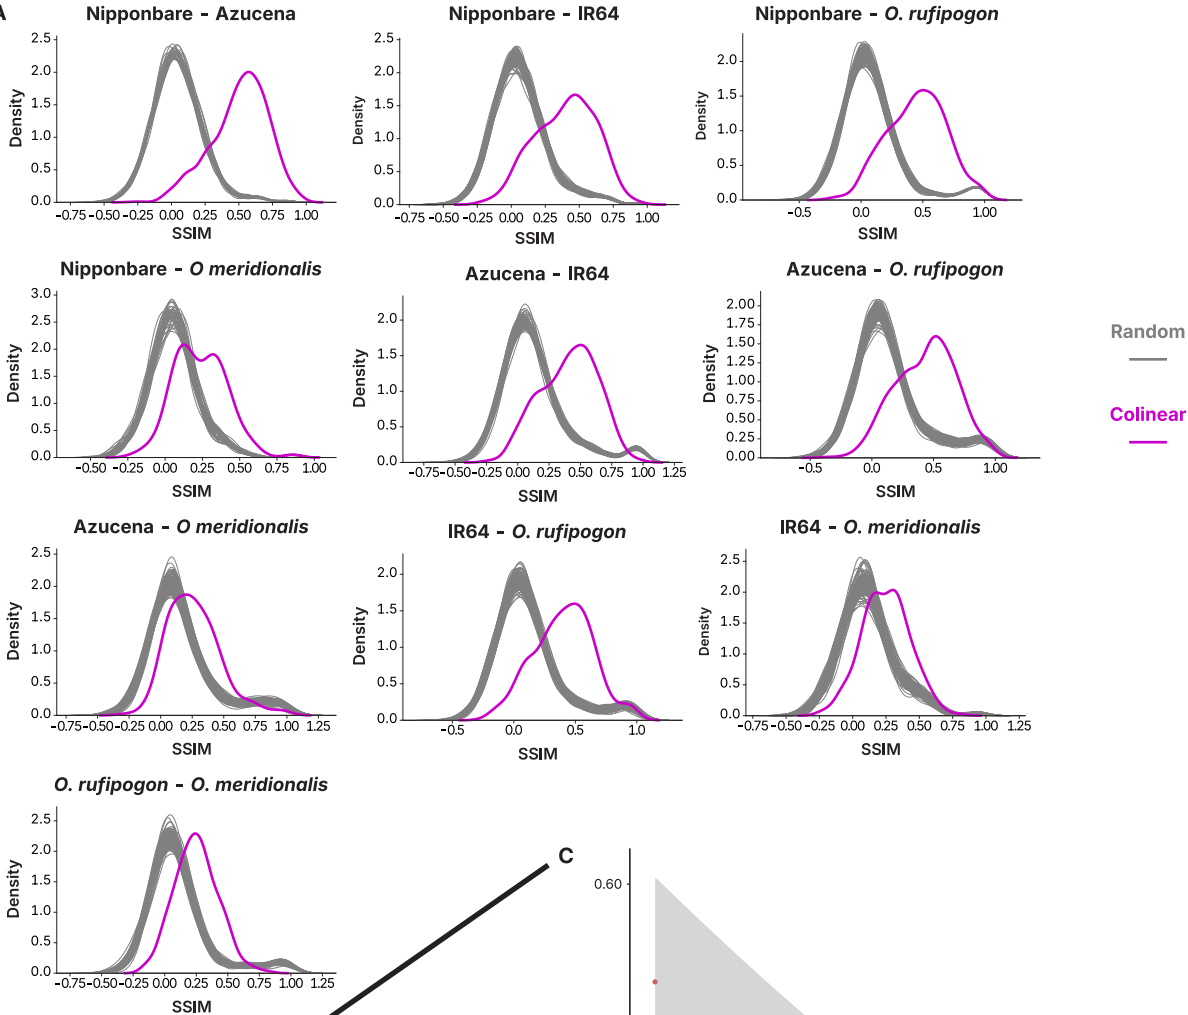 A
Nipponbare - Azucena
2.5
2.0
1.5
1.0
0.5
0.0
Density
-0.75 -0.25 0.00 0.25 0.50 0.75 1.00
SSIM
Nipponbare - IR64
2.5
2.0
1.5
1.0
0.5
0.0
Density
-0.75 -0.25 0.00 0.25 0.50 0.75 1.00
SSIM
Nipponbare - O. rufipogon
2.0
1.5
1.0
0.5
0.0
Density
-0.5 0.0 0.5 1.00
SSIM
Nipponbare - O meridionalis
3.0
2.5
2.0
1.5
1.0
0.5
0.0
Density
-0.50 0.00 0.25 0.50 0.75 1.00
SSIM
Azucena - IR64
2.0
1.5
1.0
0.5
0.0
Density
-0.75-0.50-0.25 0.00 0.25 0.50 0.75 1.00 1.25
SSIM
Azucena - O. rufipogon
2.00
1.75
1.25
1.00
0.75
0.50
0.25
0.00
Density
-0.5 0.0 0.5 1.00
SSIM
Random
Colinear
Azucena - O meridionalis
2.5
2.0
1.5
1.0
0.5
0.0
Density
-0.75 -0.50 -0.25 0.00 0.25 0.50 0.75 1.00 1.25
SSIM
IR64 - O. rufipogon
2.0
1.5
1.0
0.5
0.0
Density
-0.5 0.0 0.5 1.0
SSIM
IR64 - O. meridionalis
2.5
2.0
1.5
1.0
0.5
0.0
Density
-0.75 -0.50 -0.25 0.00 0.25 0.50 0.75 1.00 1.25
SSIM
O. rufipogon - O. meridionalis
2.5
2.0
1.5
1.0
0.5
0.0
Density
-0.75-0.50-0.25 0.00 0.25 0.50 0.75 1.00 1.25
SSIM
C
0.60